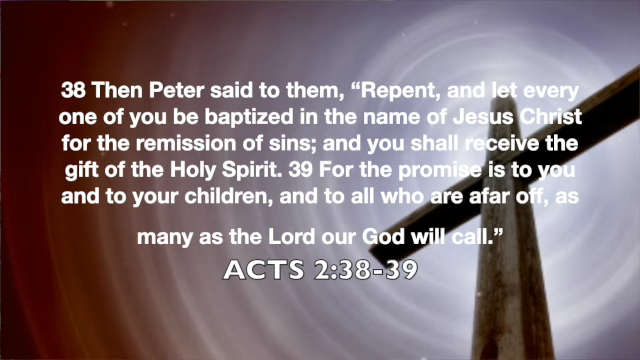 38 Then Peter said to them, “Repent, and let every
one of you be baptized in the name of Jesus Christ
for the remission of sins; and you shall receive the
gift of the Holy Spirit. 39 For the promise is to you
and to your children, and to all who are afar off, as
many as the Lord our God will call.”
ACTS 2:38-39